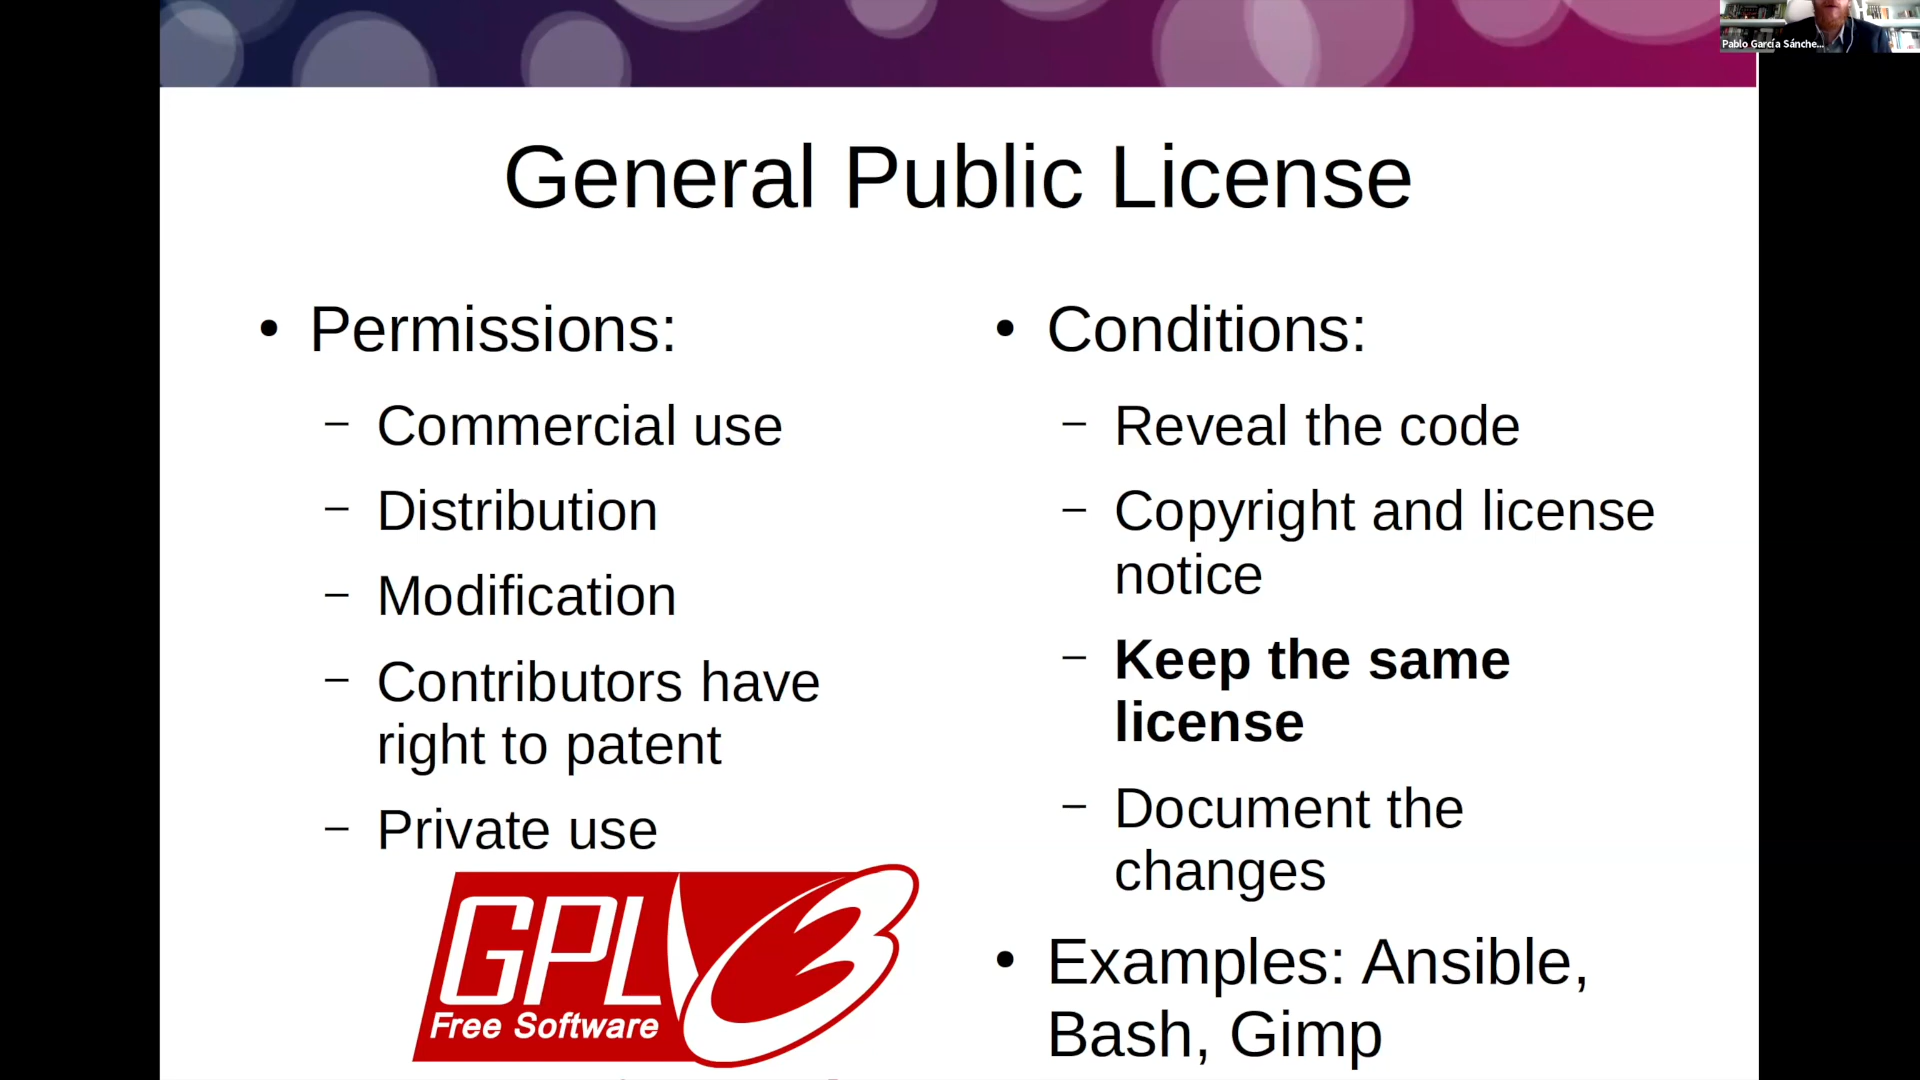 Pablo García Sánche...
General Public License
• Permissions:
– Commercial use
– Distribution
– Modification
– Contributors have
right to patent
– Private use
GPL 3
Free Software
• Conditions:
– Reveal the code
– Copyright and license
notice
– Keep the same
license
– Document the
changes
• Examples: Ansible,
Bash, Gimp